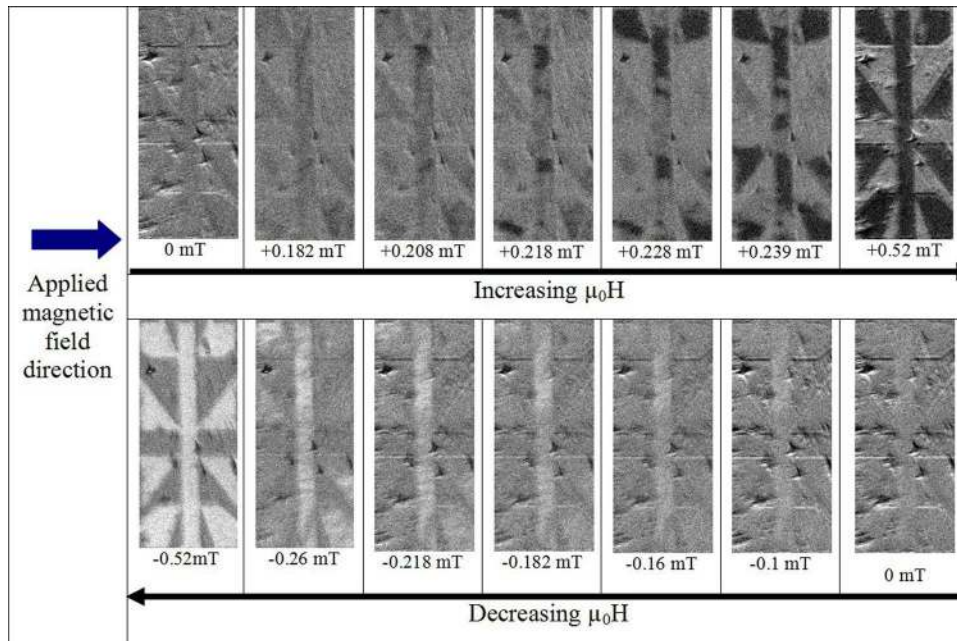 0 mT
+0.182 mT
+0.208 mT
+0.218 mT
+0.228 mT
+0.239 mT
+0.52 mT
Increasing µ₀H
Applied
magnetic
field
direction
-0.52mT
-0.26 mT
-0.218 mT
-0.182 mT
-0.16 mT
-0.1 mT
0 mT
Decreasing µ₀H